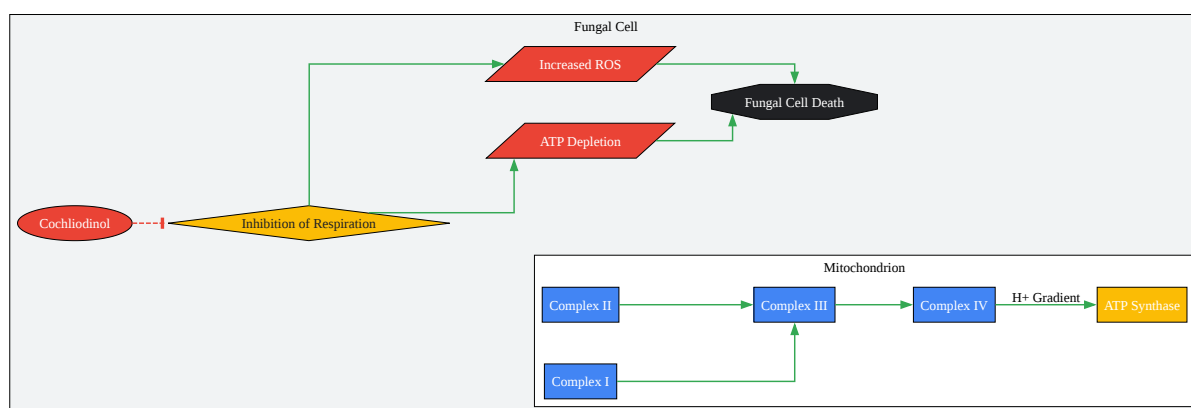 Fungal Cell
Increased ROS
Fungal Cell Death
ATP Depletion
Cochliodinol
Inhibition of Respiration
Mitochondrion
Complex II
Complex III
Complex IV
H+ Gradient
ATP Synthase
Complex I